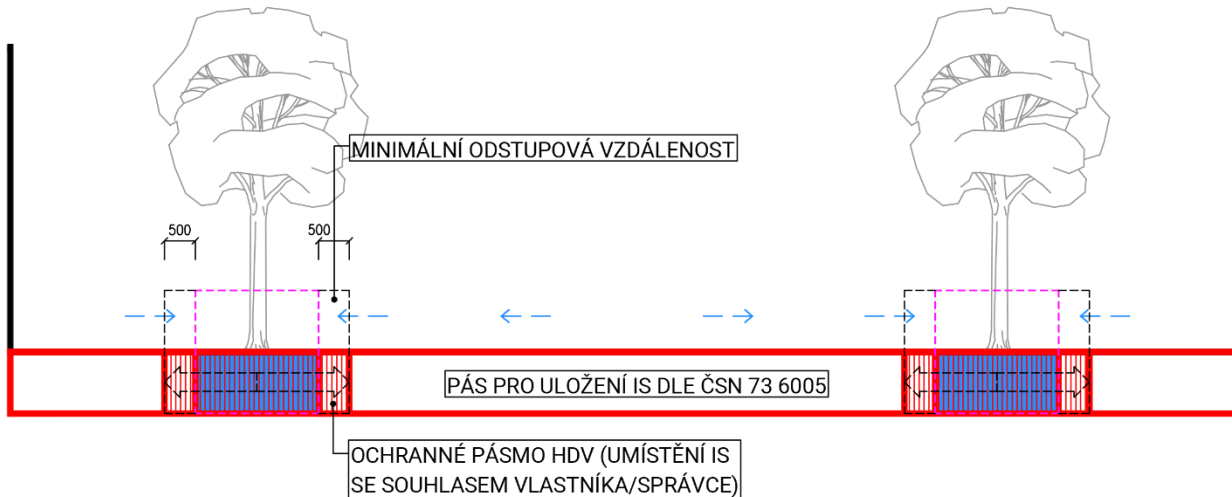 MINIMÁLNÍ ODSTUPOVÁ VZDÁLENOST
500
500
PÁS PRO ULOŽENÍ IS DLE ČSN 73 6005
OCHRANNÉ PÁSMO HDV (UMÍSTĚNÍ IS
SE SOUHLASEM VLASTNÍKA/SPRÁVCE)